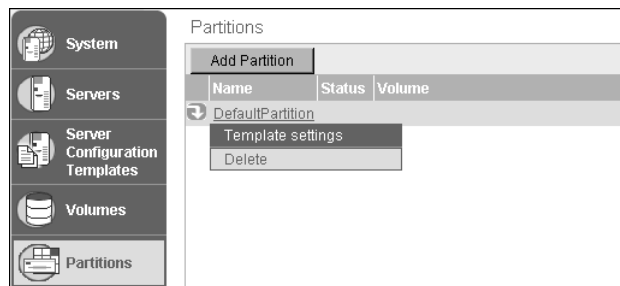 System
Servers
Server
Configuration
Templates
Volumes
Partitions
Partitions
Add Partition
Name Status Volume
DefaultPartition
Template settings
Delete